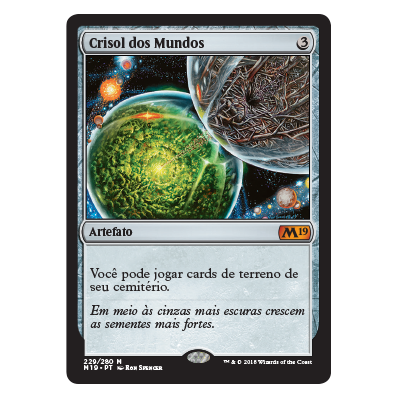 Crisol dos Mundos 3
Artefato M19
Você pode jogar cards de terreno de
seu cemitério.
Em meio às cinzas mais escuras crescem
as sementes mais fortes.
229/280 M
M19 • PT Ron Spencer
™ & © 2018 Wizards of the Coast